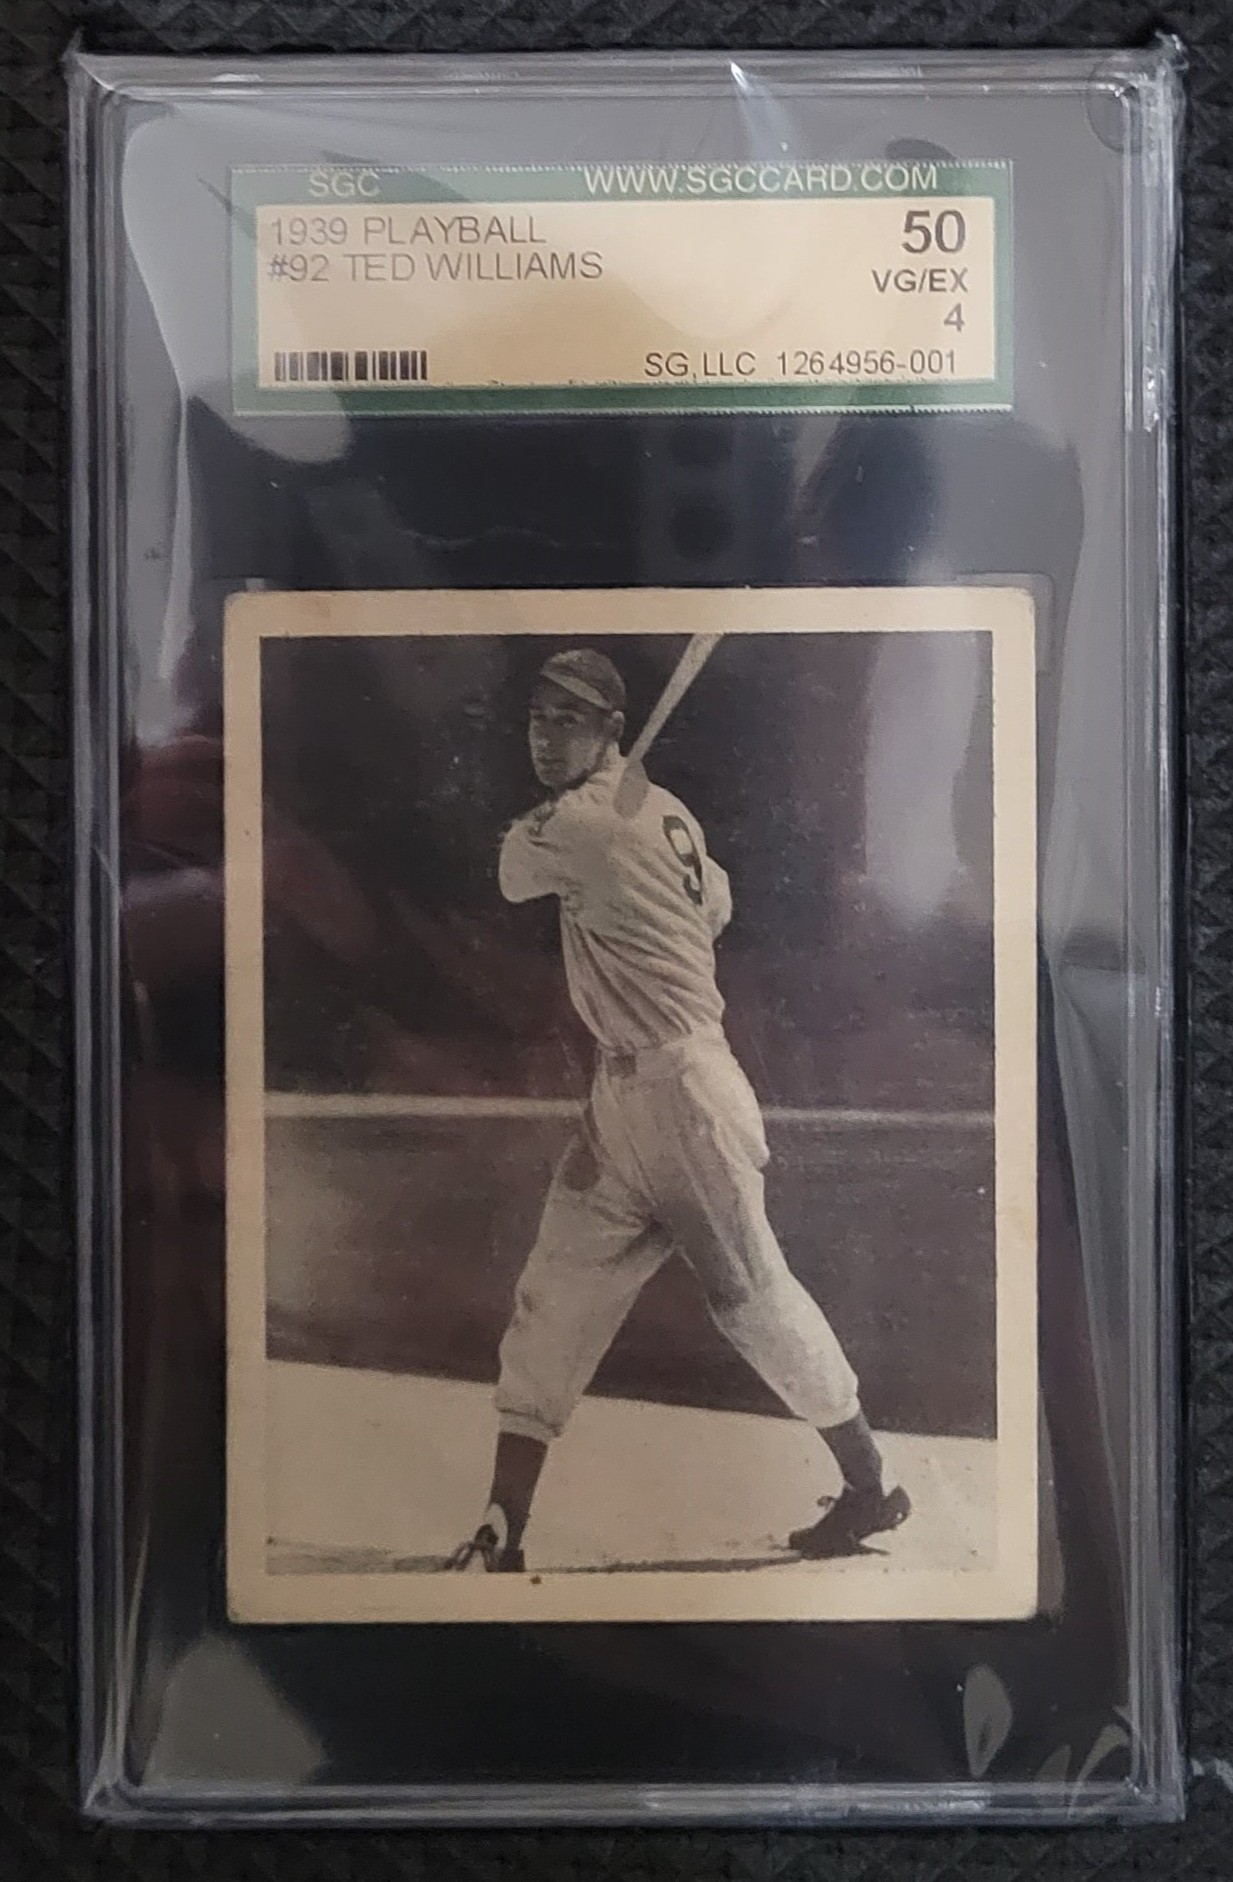 SGC WWW.SGCCARD.COM
1939 PLAYBALL 50
#92 TED WILLIAMS VG/EX
4
SG,LLC 1264956-001
9